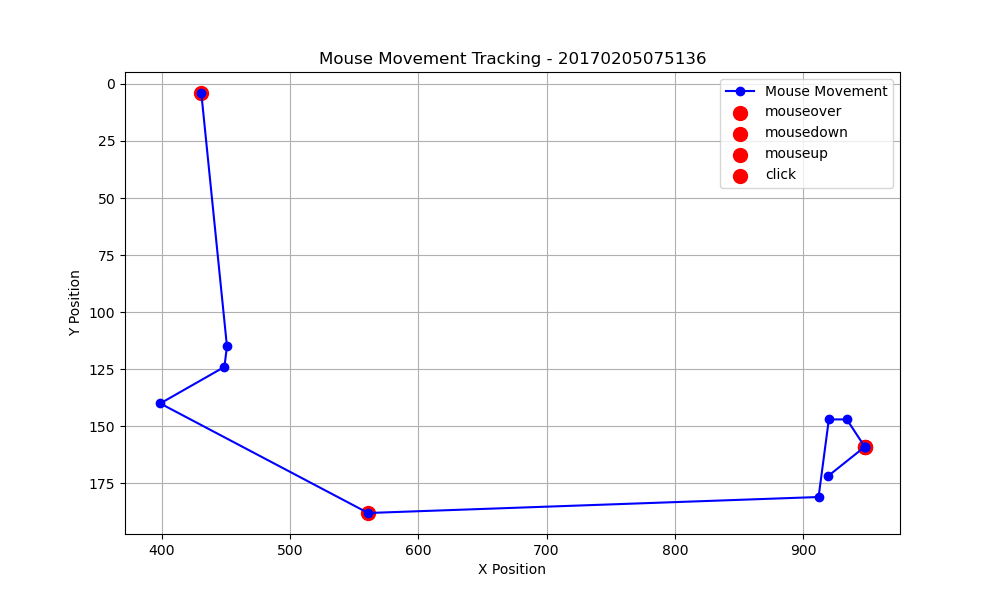 Mouse Movement Tracking - 20170205075136
Mouse Movement
mouseover
mousedown
mouseup
click
0
25
50
75
100
125
150
175
Y Position
400
500
600
700
800
900
X Position